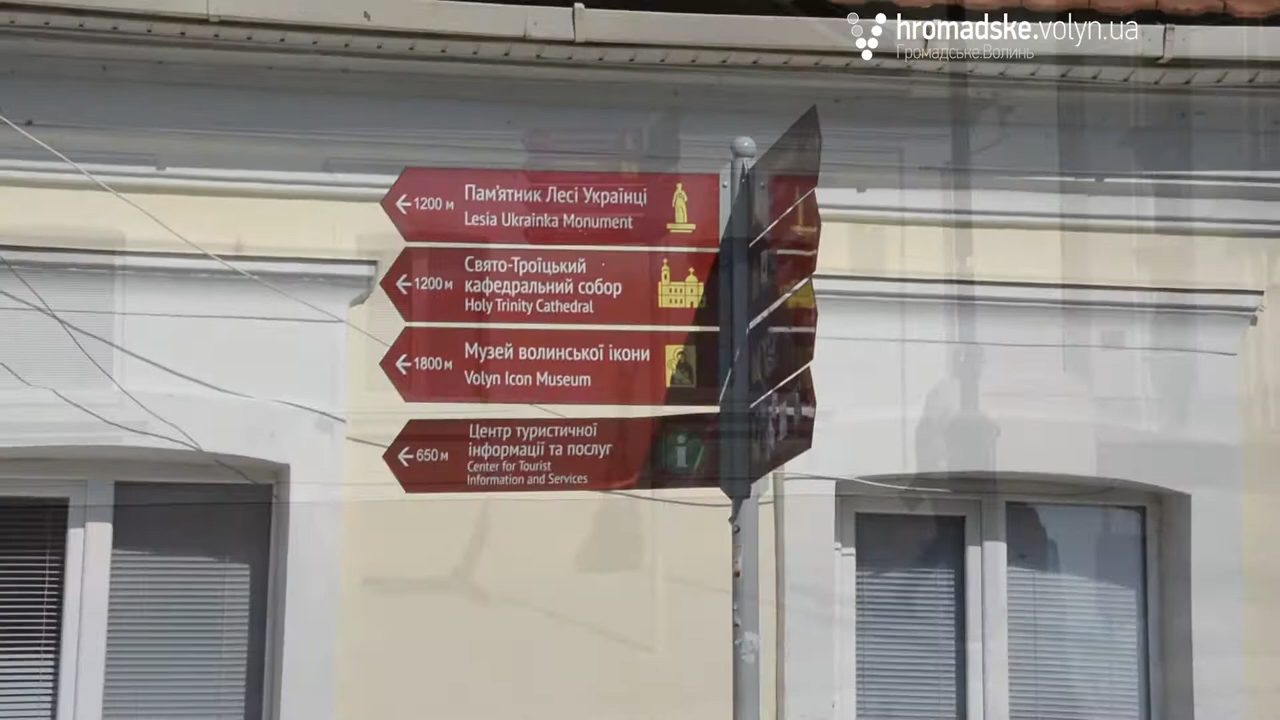 hromadske.volyn.ua
Громадське.Волинь
← 1200 м
Пам'ятник Лесі Українці
Lesia Ukrainka Monument
← 1200 м
Свято-Троїцький
кафедральний собор
Holy Trinity Cathedral
← 1800 м
Музей волинської ікони
Volyn Icon Museum
← 650 м
Центр туристичної
інформації та послуг
Center for Tourist
Information and Services
i